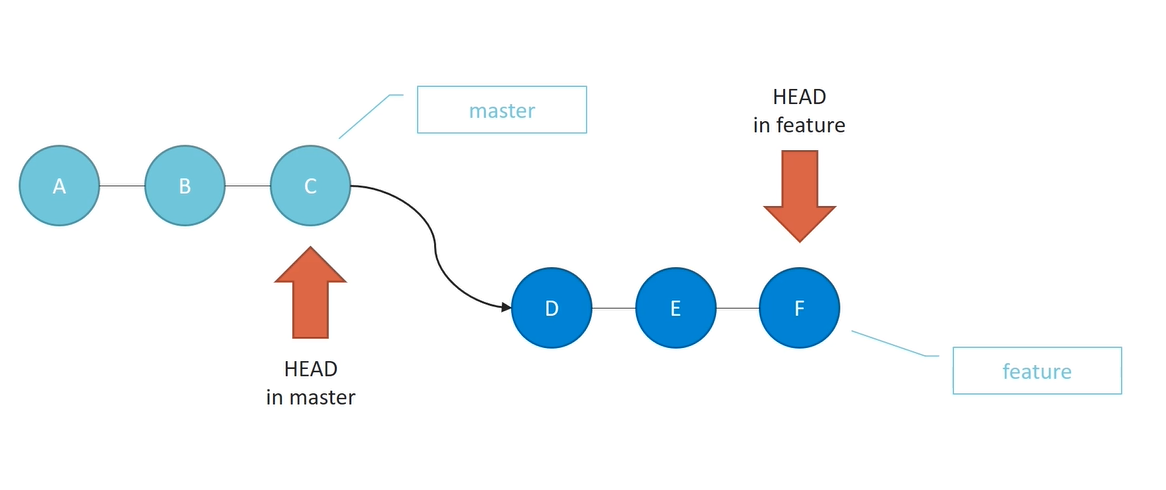 master
HEAD
in feature
A
B
C
D
E
F
HEAD
in master
feature